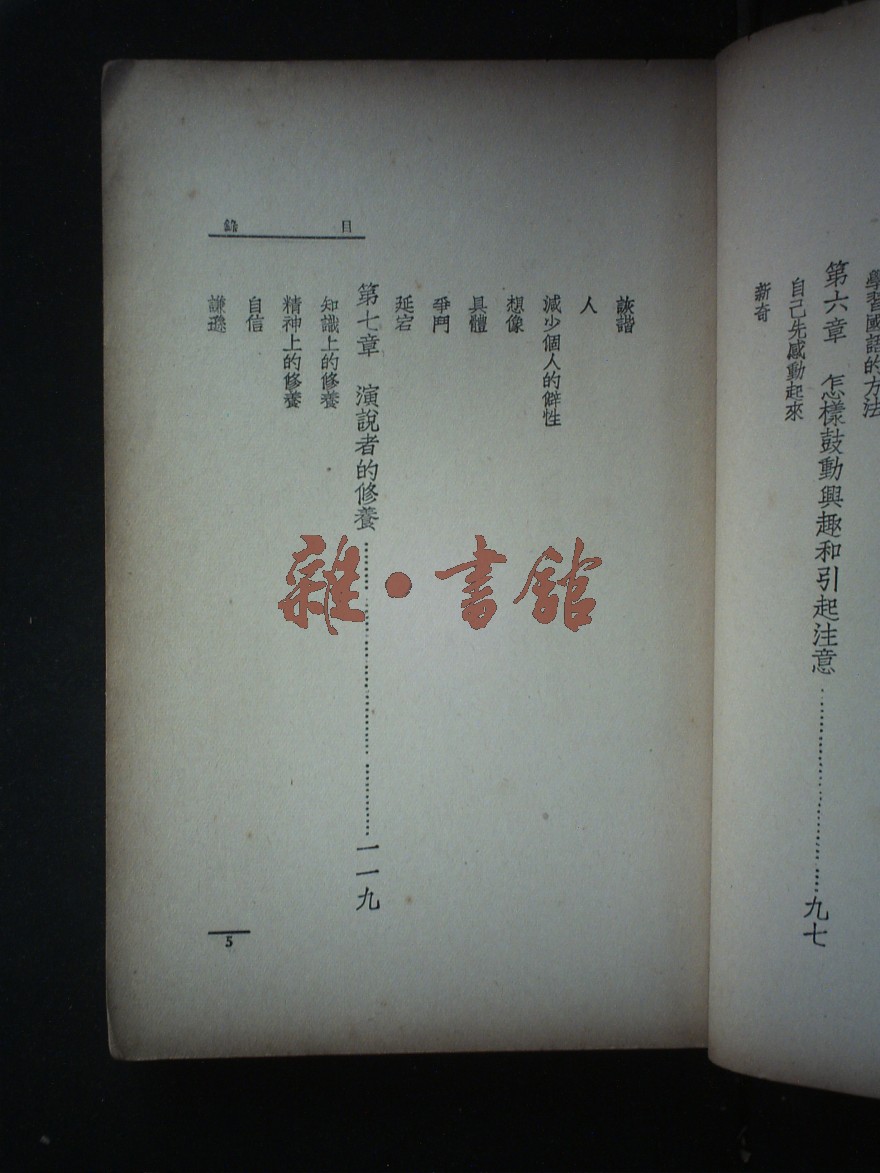 學習國語的方法
第六章 怎樣鼓動興趣和引起注意……九七
自己先感動起來
新奇
目錄
詼諧
人
減少個人的僻性
想像
具體
爭鬥
延宕
第七章 演說者的修養……一一九
知識上的修養
精神上的修養
自信
謙遜
5
雜·書館